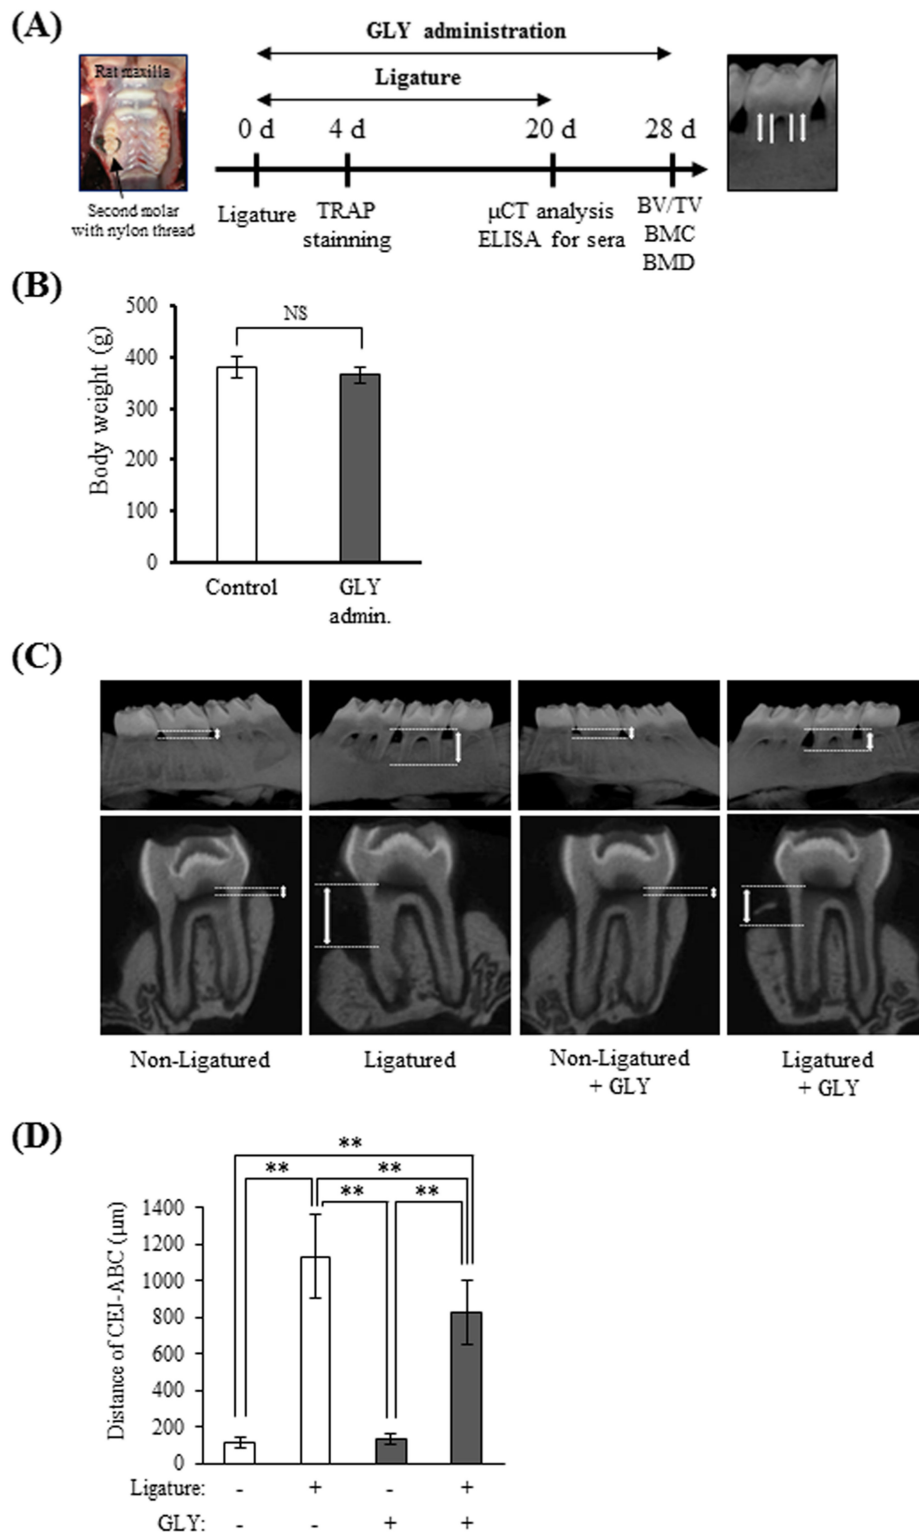 (A)
GLY administration
Ligature
Rat maxilla
0 d
4 d
20 d
28 d
Second molar
with nylon thread
Ligature
TRAP
stainning
μCT analysis
ELISA for sera
BV/TV
BMC
BMD
(B)
Body weight (g)
500
400
300
200
100
0
NS
Control
GLY
admin.
(C)
Non-Ligatured
Ligatured
Non-Ligatured
+ GLY
Ligatured
+ GLY
(D)
Distance of CEJ-ABC (μm)
1400
1200
1000
800
600
400
200
0
**
**
**
**
**
Ligature: - + - +
GLY: - - + +